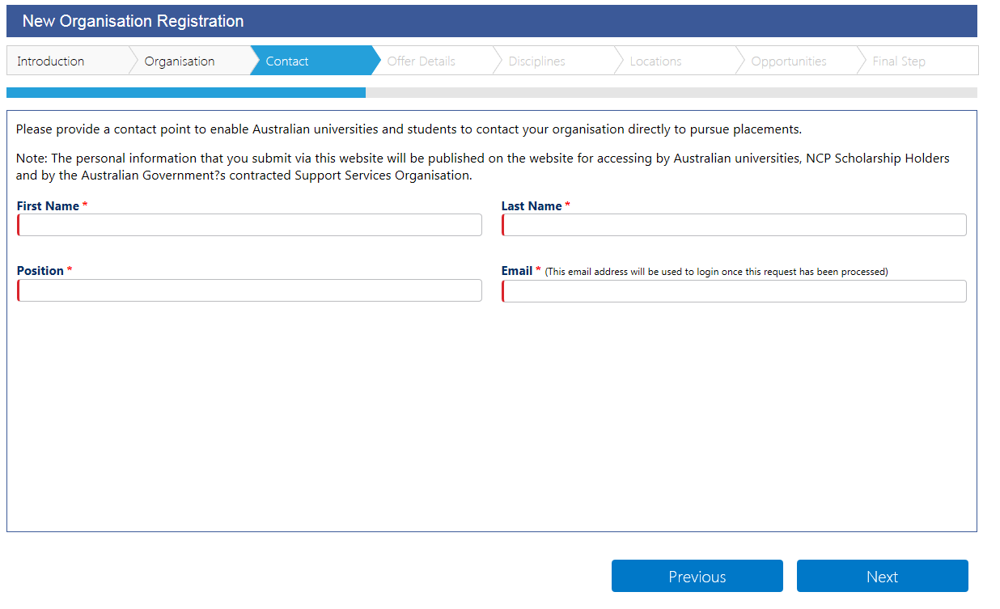 New Organisation Registration
Introduction Organisation Contact Offer Details Disciplines Locations Opportunities Final Step
Please provide a contact point to enable Australian universities and students to contact your organisation directly to pursue placements.
Note: The personal information that you submit via this website will be published on the website for accessing by Australian universities, NCP Scholarship Holders
and by the Australian Government?s contracted Support Services Organisation.
First Name * Last Name *
Position * Email * (This email address will be used to login once this request has been processed)
Previous Next